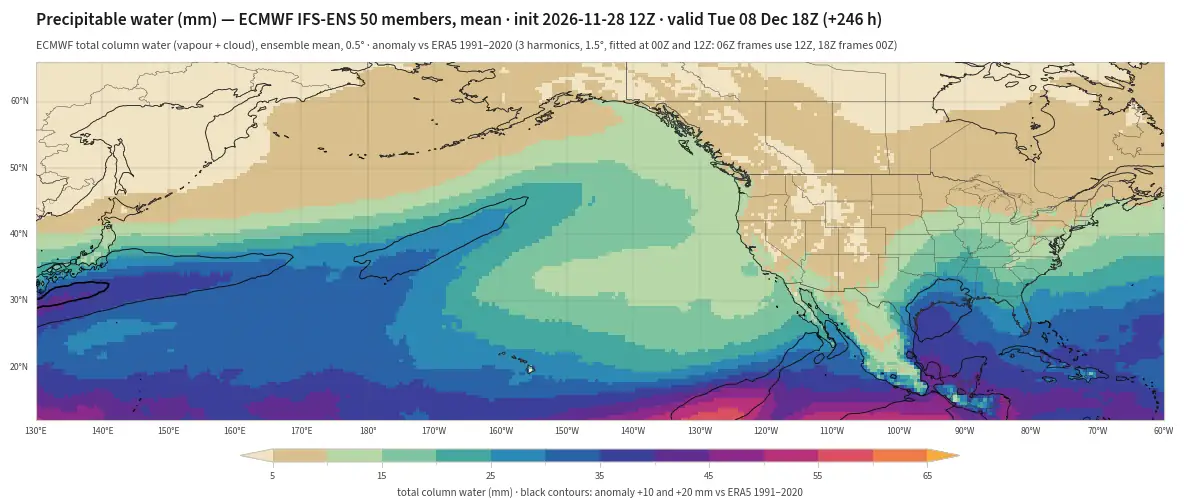 Precipitable water (mm) — ECMWF IFS-ENS 50 members, mean · init 2026-11-28 12Z · valid Tue 08 Dec 18Z (+246 h)
ECMWF total column water (vapour + cloud), ensemble mean, 0.5° · anomaly vs ERA5 1991–2020 (3 harmonics, 1.5°, fitted at 00Z and 12Z: 06Z frames use 12Z, 18Z frames 00Z)
60°N
50°N
40°N
30°N
20°N
130°E 140°E 150°E 160°E 170°E 180° 170°W 160°W 150°W 140°W 130°W 120°W 110°W 100°W 90°W 80°W 70°W 60°W
5 15 25 35 45 55 65
total column water (mm) · black contours: anomaly +10 and +20 mm vs ERA5 1991–2020